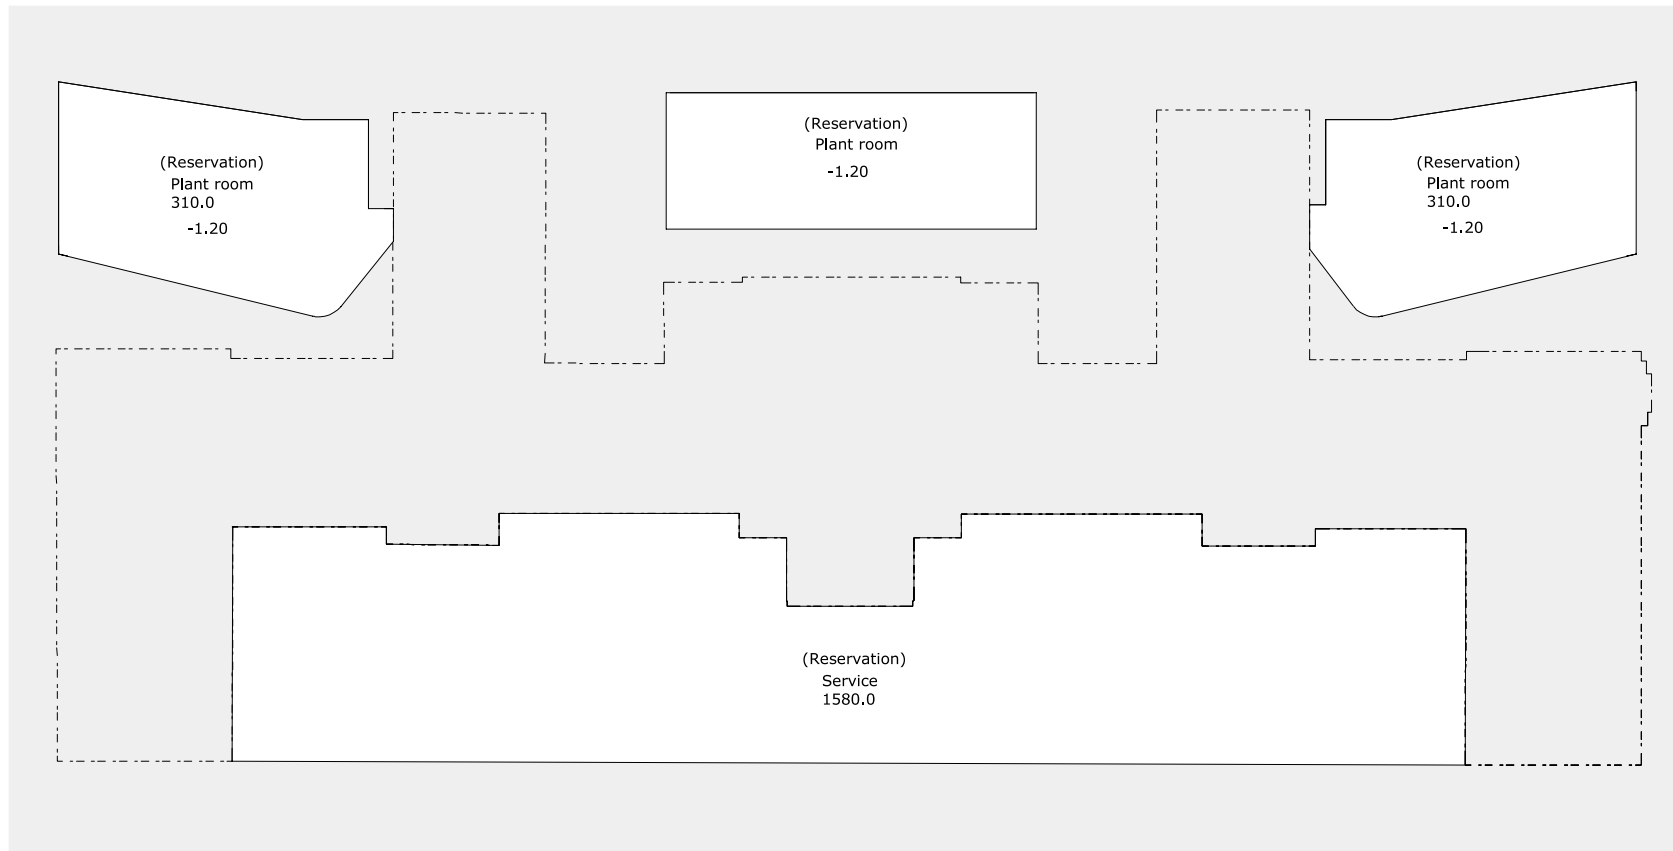 (Reservation)
Plant room
310.0
-1.20
(Reservation)
Plant room
-1.20
(Reservation)
Plant room
310.0
-1.20
(Reservation)
Service
1580.0